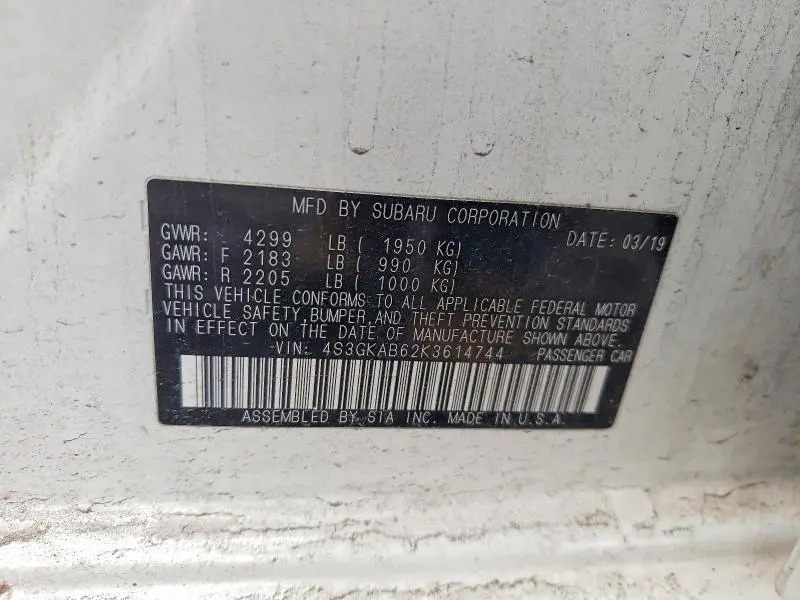 MFD BY SUBARU CORPORATION
GVWR: 4299 LB ( 1950 KG) DATE: 03/19
GAWR: F 2183 LB ( 990 KG)
GAWR: R 2205 LB ( 1000 KG)
THIS VEHICLE CONFORMS TO ALL APPLICABLE FEDERAL MOTOR
VEHICLE SAFETY,BUMPER,AND THEFT PREVENTION STANDARDS
IN EFFECT ON THE DATE OF MANUFACTURE SHOWN ABOVE.
VIN: 4S3GKAB62K3614744 PASSENGER CAR
ASSEMBLED BY SIA INC. MADE IN U.S.A.